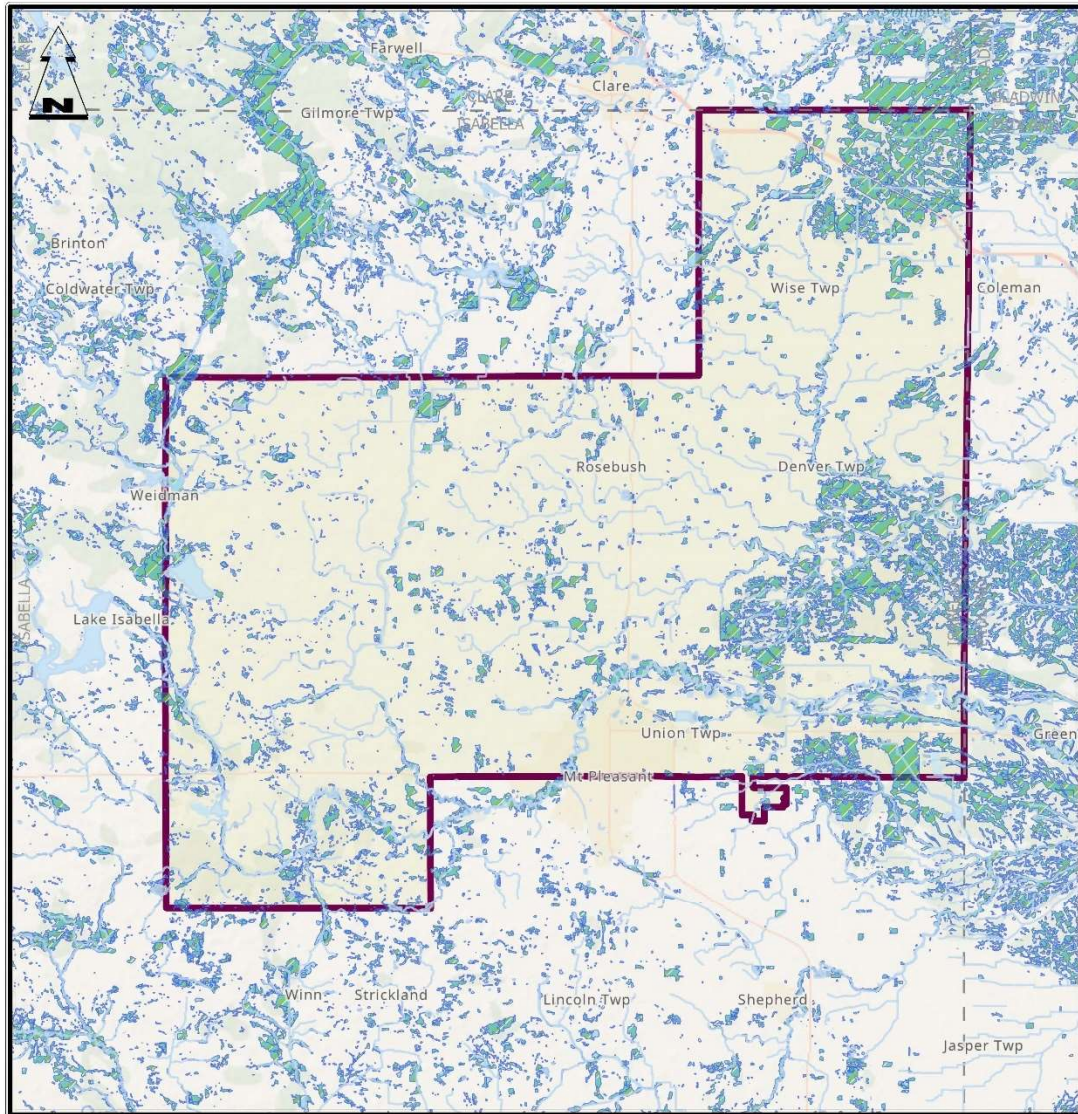 Farwell
Clare
CLARE
ISABELLA
N
Gilmore Twp
Brinton
Coldwater Twp
Wise Twp
Coleman
Rosebush
Denver Twp
Weidman
ISABELLA
Lake Isabella
Union Twp
Green
Mt Pleasant
Winn
Strickland
Lincoln Twp
Shepherd
Jasper Twp